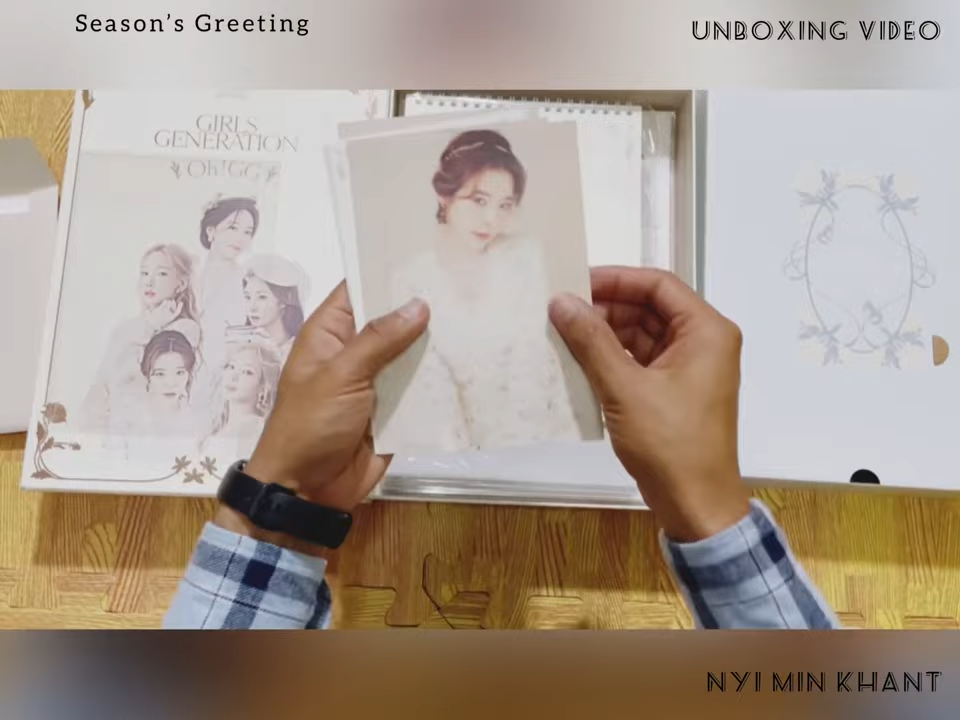 Season's Greeting
UNBOXING VIDEO
GIRLS'
GENERATION
Oh!GG
NYI MIN KHANT